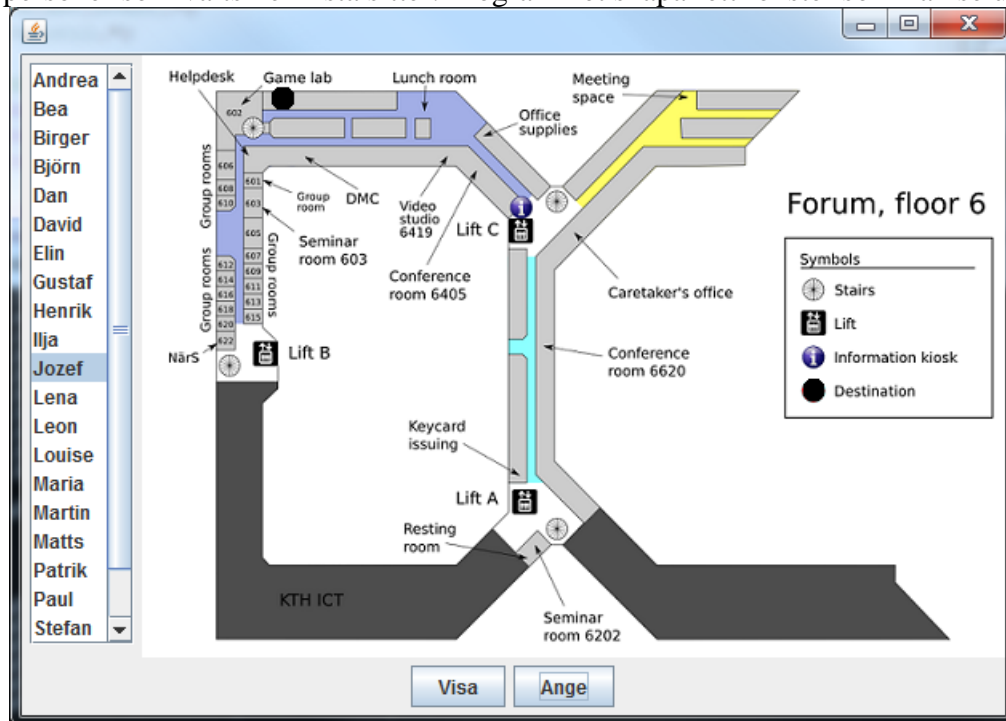 Andrea
Bea
Birger
Björn
Dan
David
Elin
Gustaf
Henrik
Ilja
Jozef
Lena
Leon
Louise
Maria
Martin
Matts
Patrik
Paul
Stefan
Helpdesk
Game lab
Lunch room
Meeting
space
Office
supplies
602
Group rooms
606
608
610
601
603
605
607
609
611
613
615
Group
room
DMC
Seminar
room 603
Group rooms
Video
studio
6419
Conference
room 6405
Lift C
Group rooms
612
614
616
618
620
622
NärS
Lift B
Caretaker's office
Conference
room 6620
Keycard
issuing
Lift A
Resting
room
Seminar
room 6202
KTH ICT
Forum, floor 6
Symbols
Stairs
Lift
Information kiosk
Destination
Visa
Ange